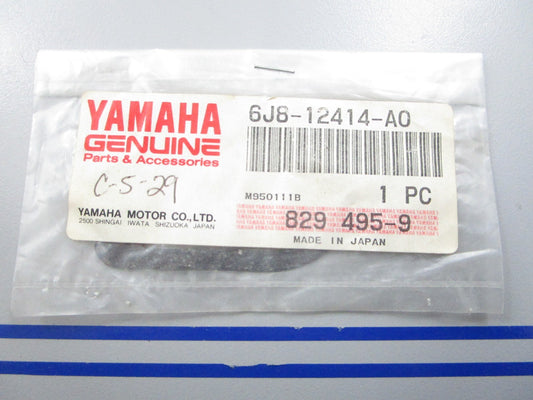 YAMAHA
GENUINE
Parts & Accessories
C-5-29
YAMAHA MOTOR CO., LTD.
2500 SHINGAI IWATA SHIZUOKA JAPAN
6J8-12414-A0
M950111B
1 PC
829 495-9
MADE IN JAPAN